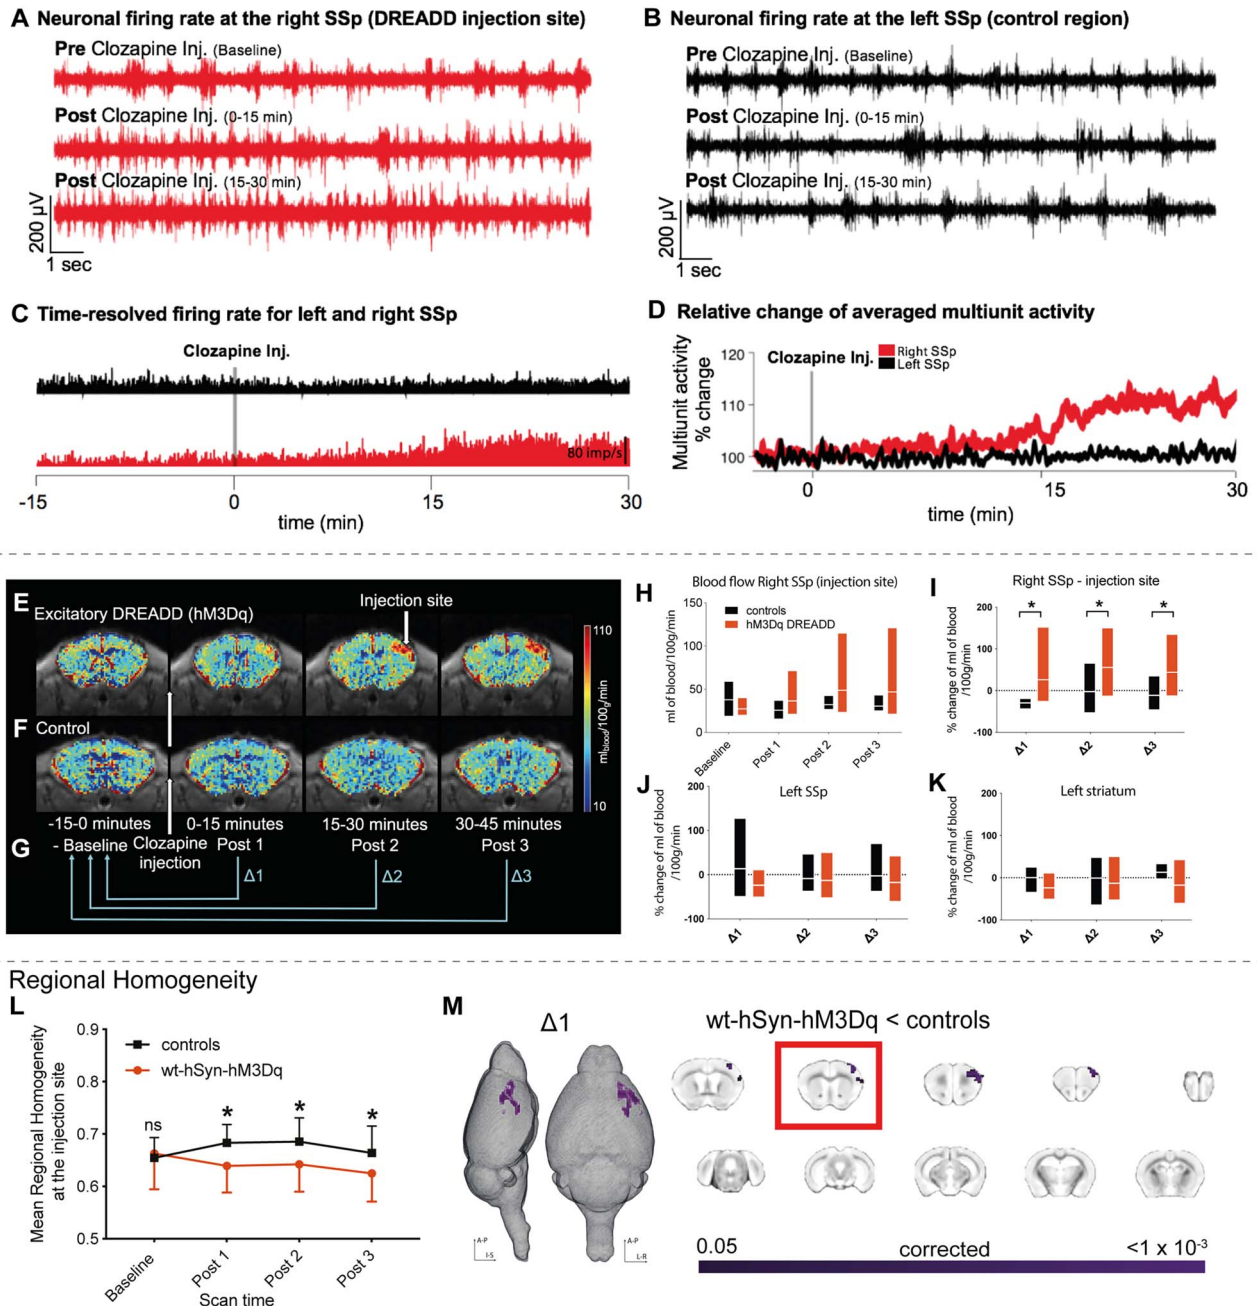 A Neuronal firing rate at the right SSp (DREADD injection site)
Pre Clozapine Inj. (Baseline)
Post Clozapine Inj. (0-15 min)
Post Clozapine Inj. (15-30 min)
200 µV
1 sec
B Neuronal firing rate at the left SSp (control region)
Pre Clozapine Inj. (Baseline)
Post Clozapine Inj. (0-15 min)
Post Clozapine Inj. (15-30 min)
200 µV
1 sec
C Time-resolved firing rate for left and right SSp
Clozapine Inj.
80 imp/s
-15 0 15 30
time (min)
D Relative change of averaged multiunit activity
Multiunit activity
% change
120
110
100
Clozapine Inj.
Right SSp
Left SSp
0 15 30
time (min)
E
Excitatory DREADD (hM3Dq)
Injection site
110
ml_blood/100g/min
10
F Control
-15-0 minutes 0-15 minutes 15-30 minutes 30-45 minutes
G - Baseline Clozapine injection Post 1 Post 2 Post 3
Δ1 Δ2 Δ3
H Blood flow Right SSp (injection site)
ml of blood/100g/min
150
100
50
0
controls
hM3Dq DREADD
Baseline Post 1 Post 2 Post 3
I Right SSp - injection site
% change of ml of blood
/100g/min
200
100
0
-100
* * *
Δ1 Δ2 Δ3
J Left SSp
% change of ml of blood
/100g/min
200
100
0
-100
Δ1 Δ2 Δ3
K Left striatum
% change of ml of blood
/100g/min
200
100
0
-100
Δ1 Δ2 Δ3
Regional Homogeneity
L
Mean Regional Homogeneity
at the injection site
0.9
0.8
0.7
0.6
0.5
controls
wt-hSyn-hM3Dq
ns * * *
Baseline Post 1 Post 2 Post 3
Scan time
M
Δ1
wt-hSyn-hM3Dq < controls
A-P
I-S
A-P
L-R
0.05 corrected <1 x 10⁻³